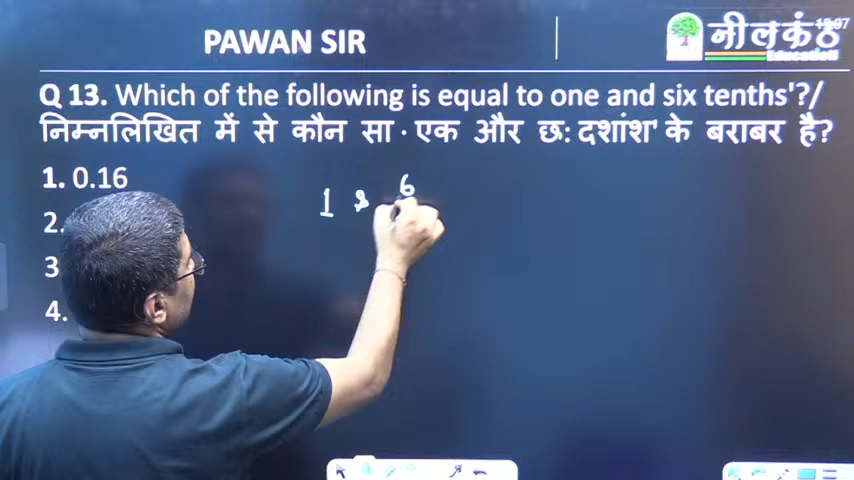 PAWAN SIR
नीलकंठ
Education
Q 13. Which of the following is equal to one and six tenths'?/
निम्नलिखित में से कौन सा · एक और छ: दशांश' के बराबर है?
1. 0.16
2.
3
4.
1 & 6